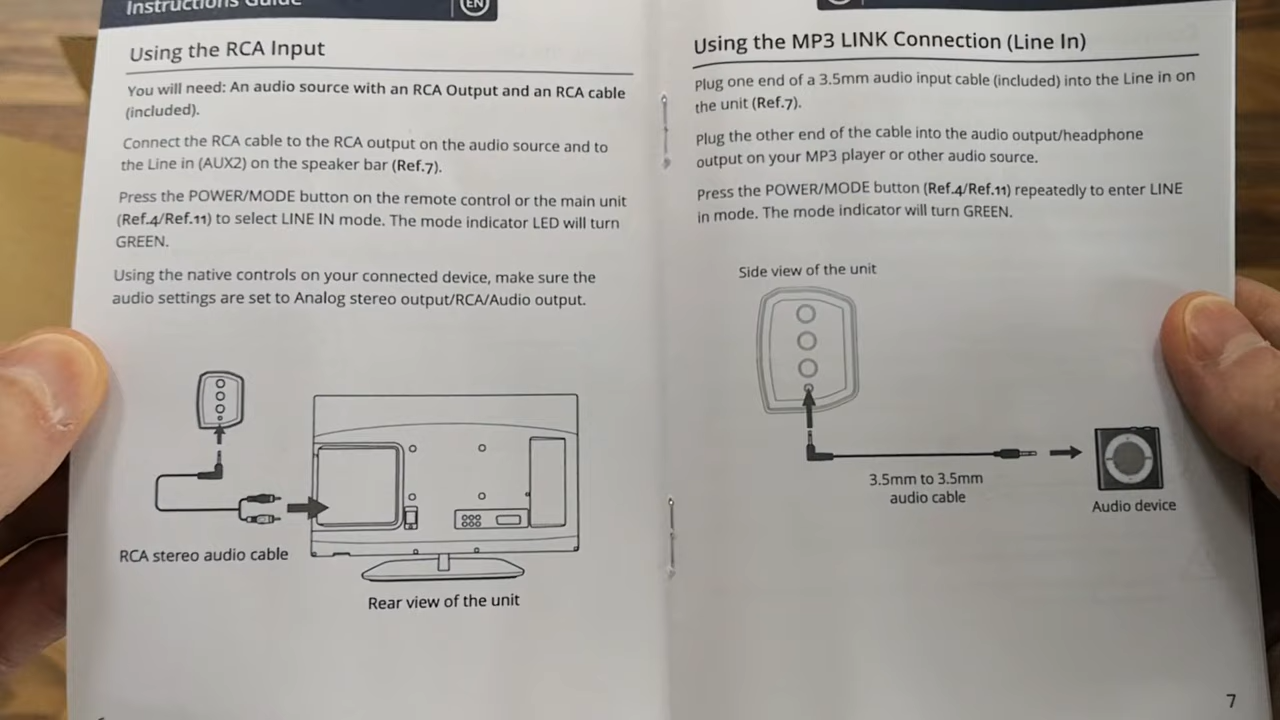 Instructions Guide
EN
Using the RCA Input
You will need: An audio source with an RCA Output and an RCA cable
(included).
Connect the RCA cable to the RCA output on the audio source and to
the Line in (AUX2) on the speaker bar (Ref.7).
Press the POWER/MODE button on the remote control or the main unit
(Ref.4/Ref.11) to select LINE IN mode. The mode indicator LED will turn
GREEN.
Using the native controls on your connected device, make sure the
audio settings are set to Analog stereo output/RCA/Audio output.
RCA stereo audio cable
Rear view of the unit
Using the MP3 LINK Connection (Line In)
Plug one end of a 3.5mm audio input cable (included) into the Line in on
the unit (Ref.7).
Plug the other end of the cable into the audio output/headphone
output on your MP3 player or other audio source.
Press the POWER/MODE button (Ref.4/Ref.11) repeatedly to enter LINE
in mode. The mode indicator will turn GREEN.
Side view of the unit
3.5mm to 3.5mm
audio cable
Audio device
7